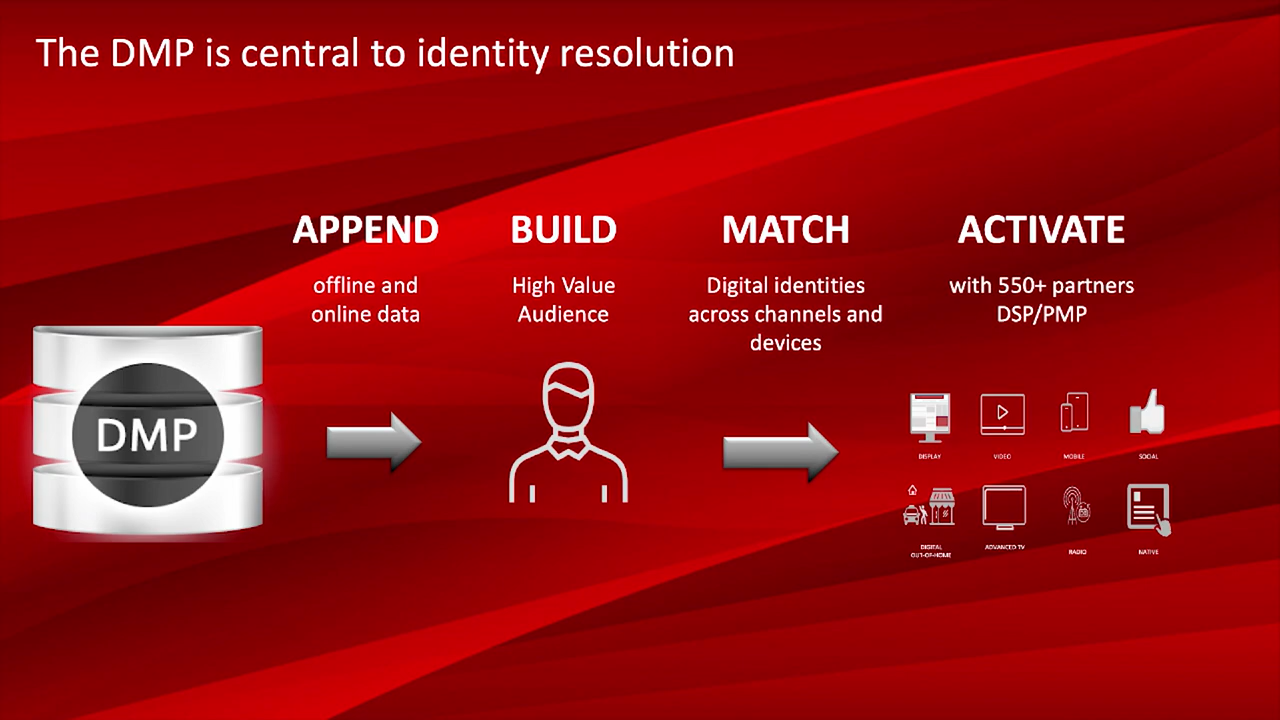 The DMP is central to identity resolution
APPEND
offline and
online data
BUILD
High Value
Audience
MATCH
Digital identities
across channels and
devices
ACTIVATE
with 550+ partners
DSP/PMP
DMP
DISPLAY
VIDEO
MOBILE
SOCIAL
DIGITAL
OUT-OF-HOME
ADVANCED TV
RADIO
NATIVE